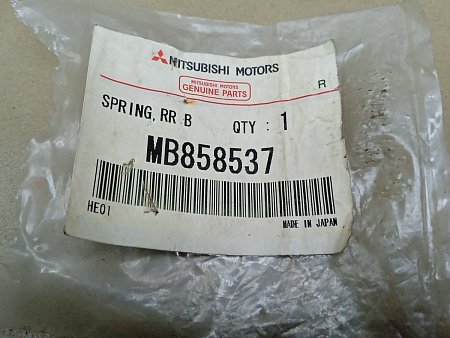 MITSUBISHI MOTORS
MITSUBISHI MOTORS
GENUINE PARTS
R
SPRING,RR B QTY : 1
MB858537
HE01
MADE IN JAPAN